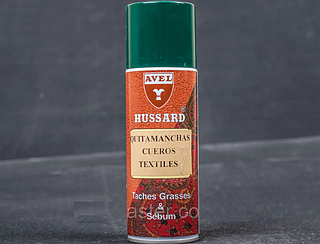 AVEL
HUSSARD
QUITAMANCHAS
CUEROS
TEXTILES
Taches Grasses
&
Sébum